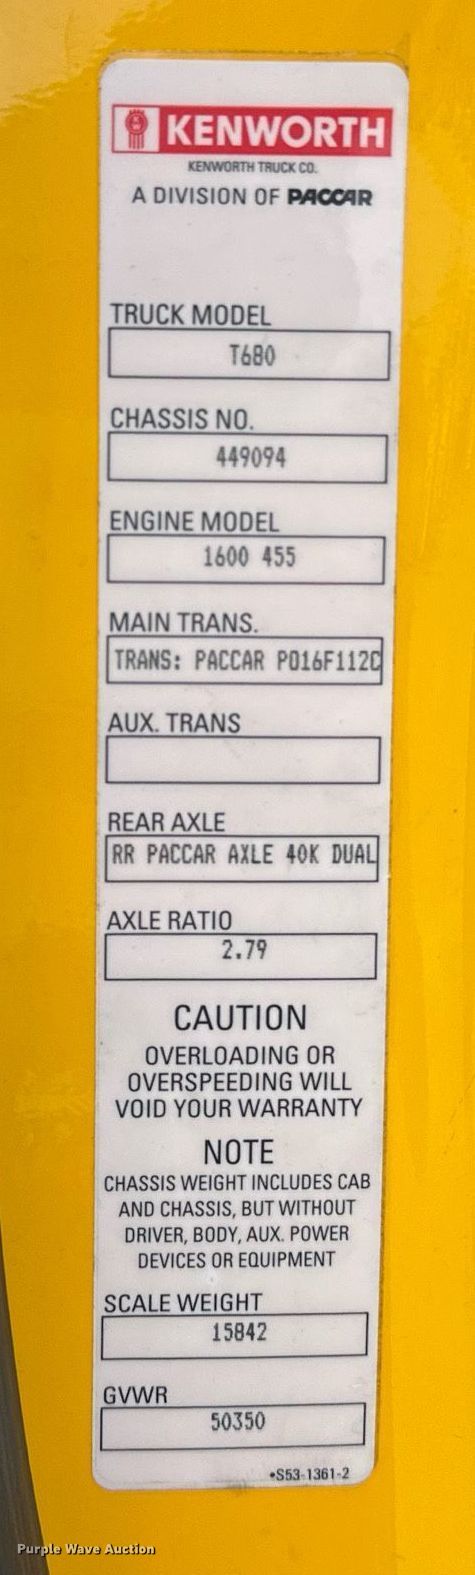 KENWORTH
KENWORTH TRUCK CO.
A DIVISION OF PACCAR
TRUCK MODEL
T680
CHASSIS NO.
449094
ENGINE MODEL
1600 455
MAIN TRANS.
TRANS: PACCAR PO16F112C
AUX. TRANS
REAR AXLE
RR PACCAR AXLE 40K DUAL
AXLE RATIO
2.79
CAUTION
OVERLOADING OR
OVERSPEEDING WILL
VOID YOUR WARRANTY
NOTE
CHASSIS WEIGHT INCLUDES CAB
AND CHASSIS, BUT WITHOUT
DRIVER, BODY, AUX. POWER
DEVICES OR EQUIPMENT
SCALE WEIGHT
15842
GVWR
50350
•S53-1361-2
Purple Wave Auction